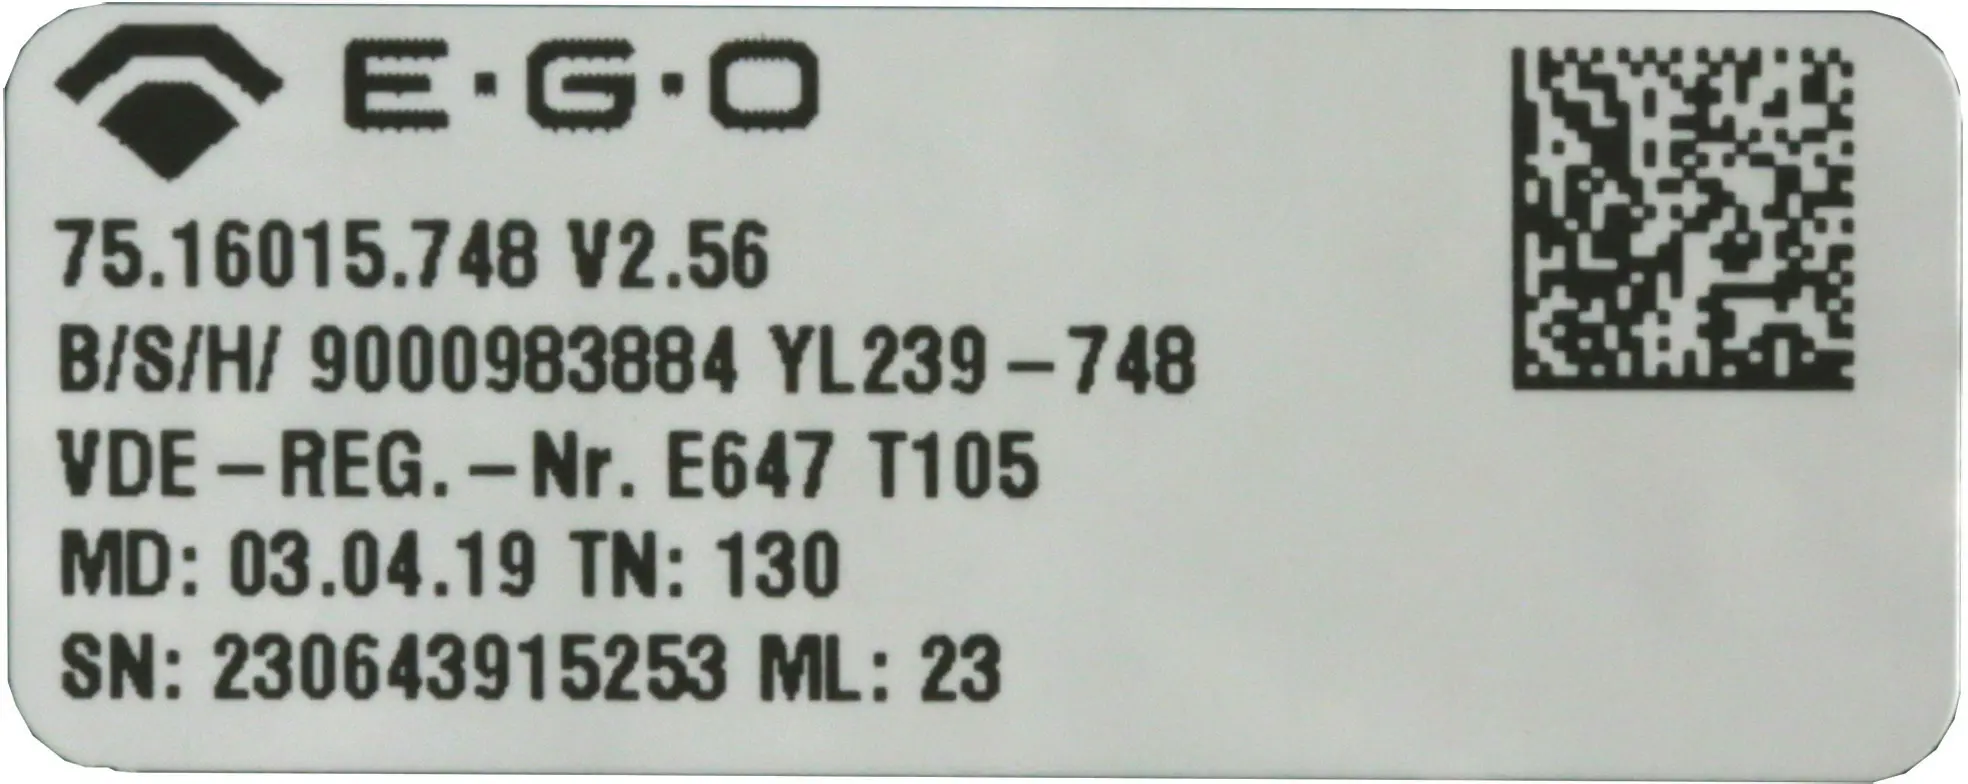 E·G·O
75.16015.748 V2.56
B/S/H/ 9000983884 YL239-748
VDE-REG.-Nr. E647 T105
MD: 03.04.19 TN: 130
SN: 230643915253 ML: 23